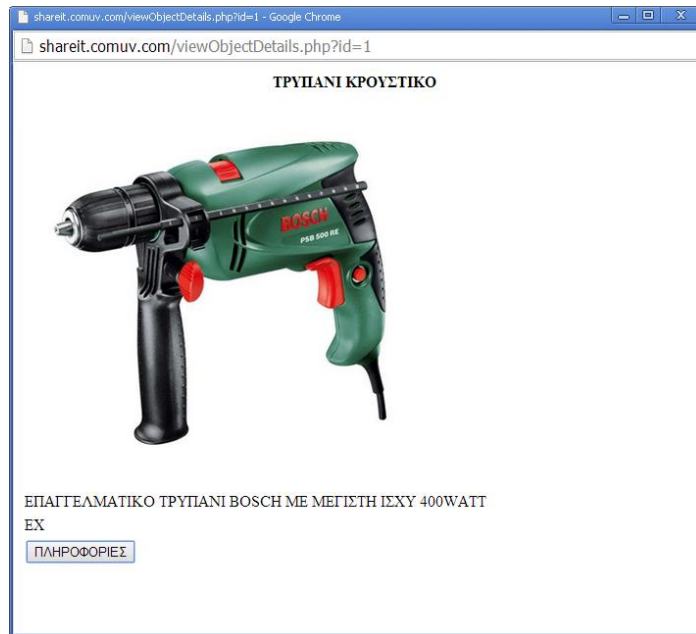 shareit.comuv.com/viewObjectDetails.php?id=1 - Google Chrome
shareit.comuv.com/viewObjectDetails.php?id=1
ΤΡΥΠΑΝΙ ΚΡΟΥΣΤΙΚΟ
BOSCH
PSB 500 RE
ΕΠΑΓΓΕΛΜΑΤΙΚΟ ΤΡΥΠΑΝΙ BOSCH ΜΕ ΜΕΓΙΣΤΗ ΙΣΧΥ 400WATT
EX
ΠΛΗΡΟΦΟΡΙΕΣ